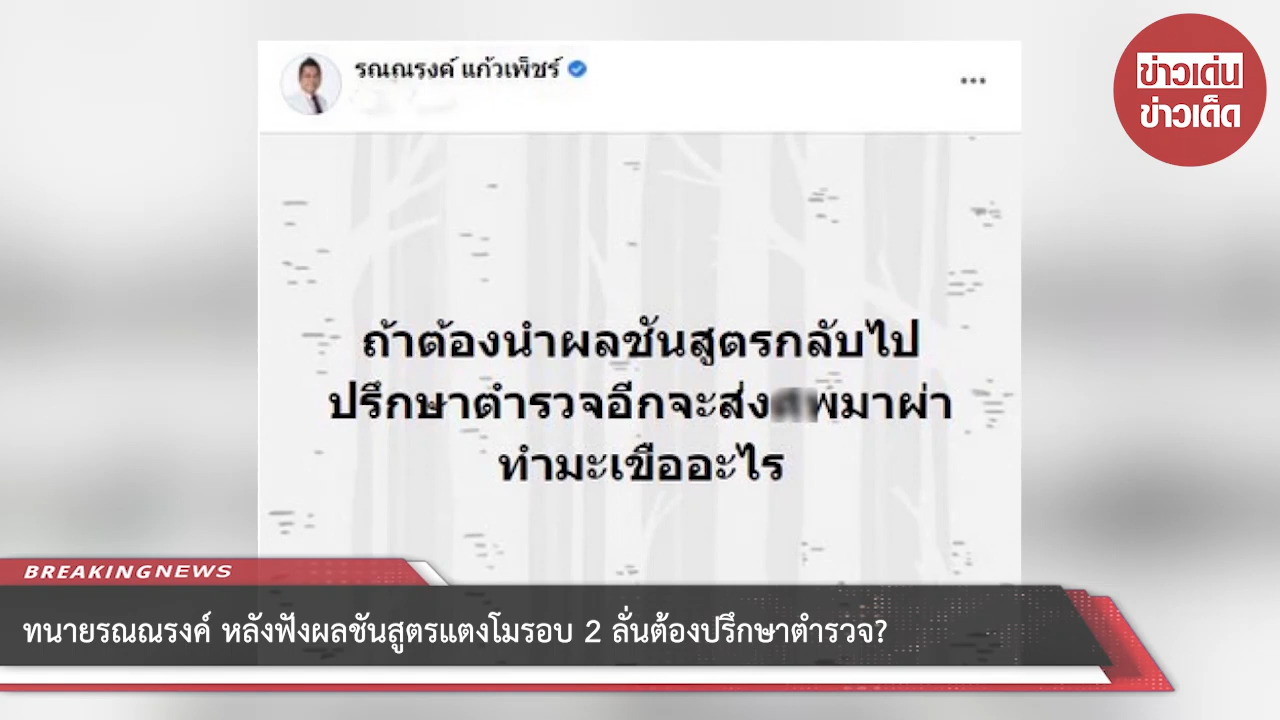 รณณรงค์ แก้วเพ็ชร์
ข่าวเด่น
ข่าวเด็ด
ถ้าต้องนำผลชันสูตรกลับไป
ปรึกษาตำรวจอีกจะส่งศพมาผ่า
ทำมะเขืออะไร
BREAKINGNEWS
ทนายรณณรงค์ หลังฟังผลชันสูตรแตงโมรอบ 2 ลั่นต้องปรึกษาตำรวจ?